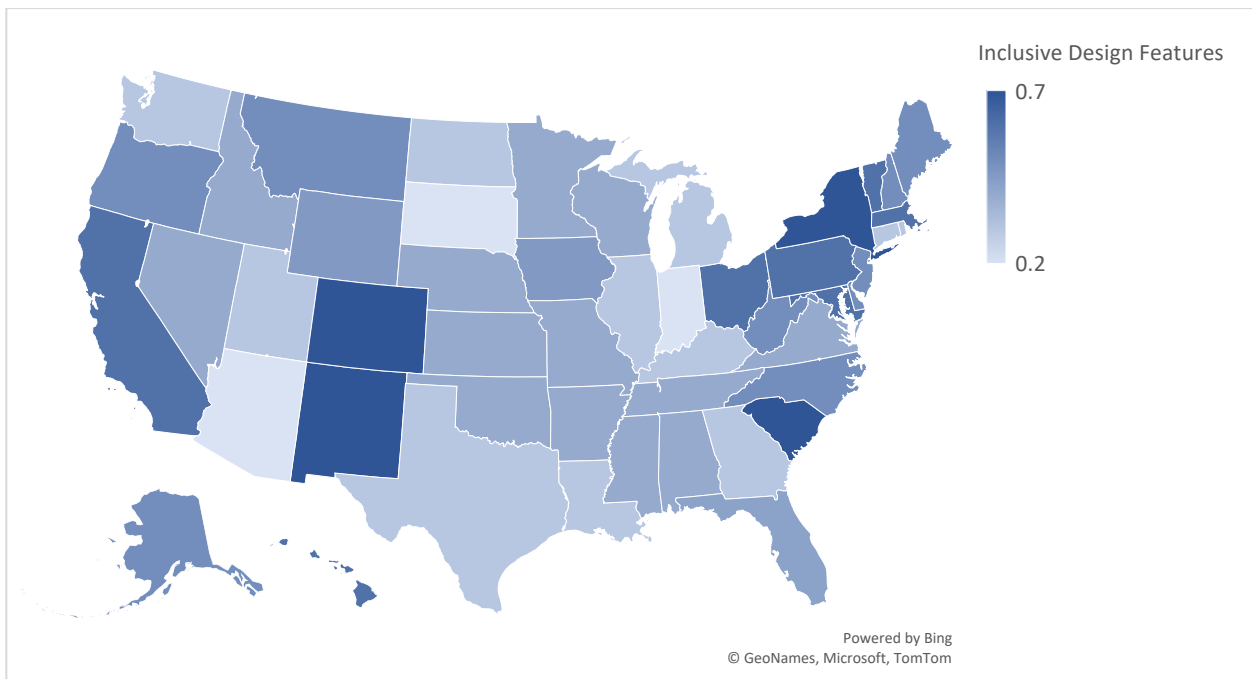 Inclusive Design Features
0.7
0.2
Powered by Bing
© GeoNames, Microsoft, TomTom